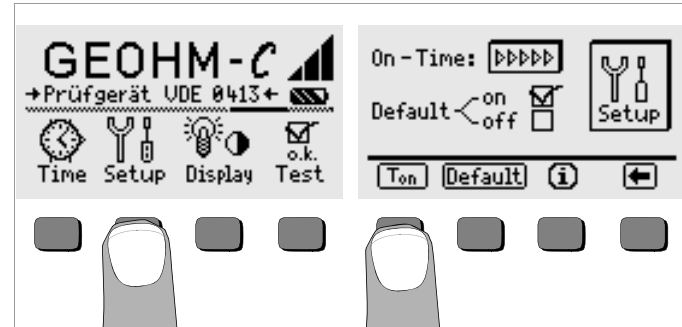 GEOHM-C
→Prüfgerät VDE 0413←
o.k.
Time Setup Display Test
On-Time: ▷▷▷▷▷
Default on
off
Setup
Ton Default i ←